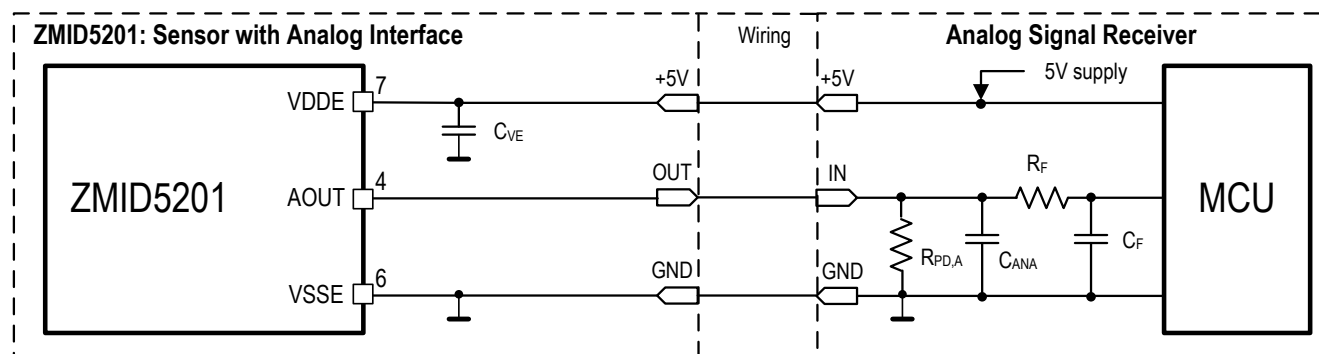 ZMID5201: Sensor with Analog Interface
Wiring
Analog Signal Receiver
7
VDDE
+5V
+5V
5V supply
CVE
ZMID5201
4
AOUT
OUT
IN
RF
MCU
RPD,A
CANA
CF
6
VSSE
GND
GND